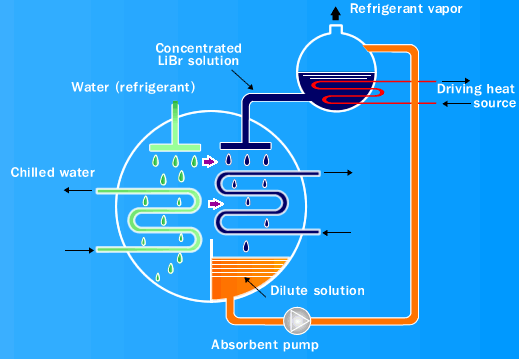 Refrigerant vapor
Concentrated
LiBr solution
Water (refrigerant)
Driving heat
source
Chilled water
Dilute solution
Absorbent pump